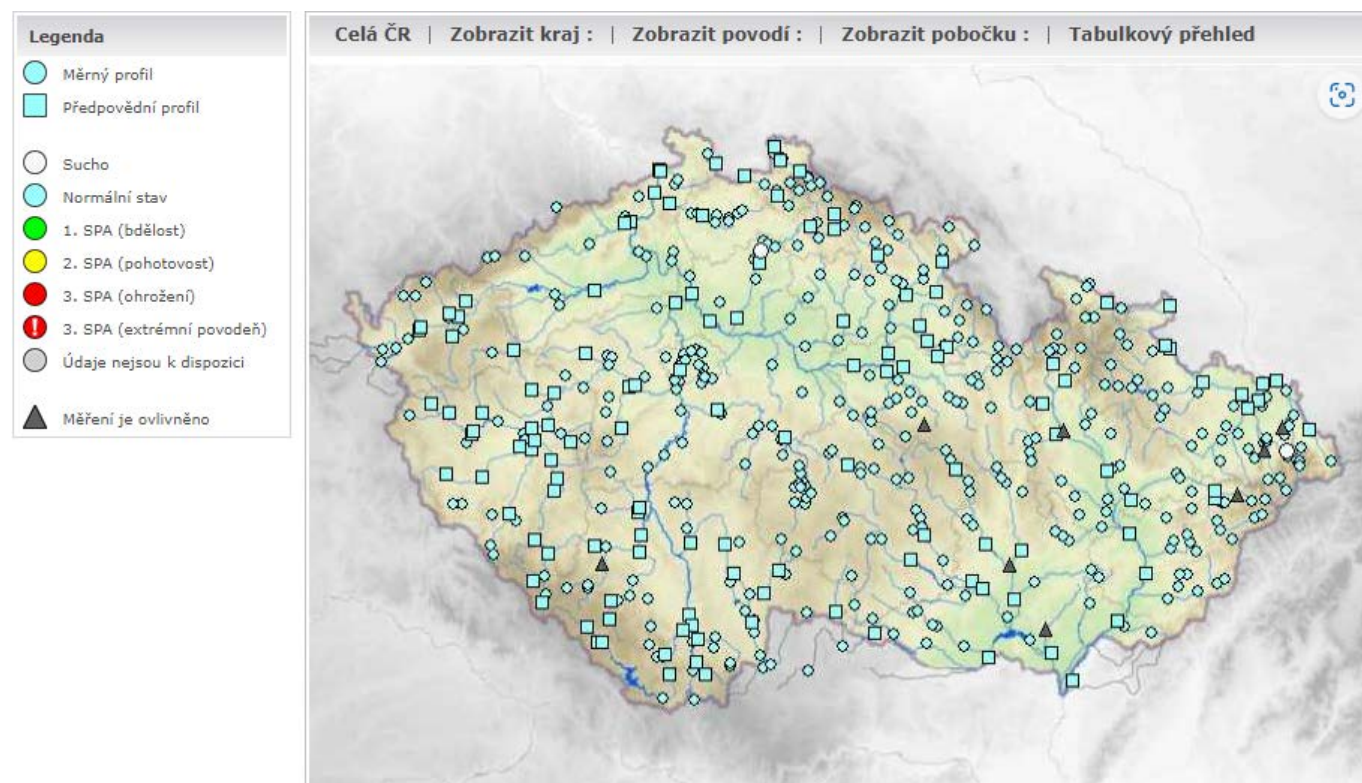 Legenda
Měrný profil
Předpovědní profil
Sucho
Normální stav
1. SPA (bdělost)
2. SPA (pohotovost)
3. SPA (ohrožení)
!
3. SPA (extrémní povodeň)
Údaje nejsou k dispozici
Měření je ovlivněno
Celá ČR | Zobrazit kraj : | Zobrazit povodí : | Zobrazit pobočku : | Tabulkový přehled